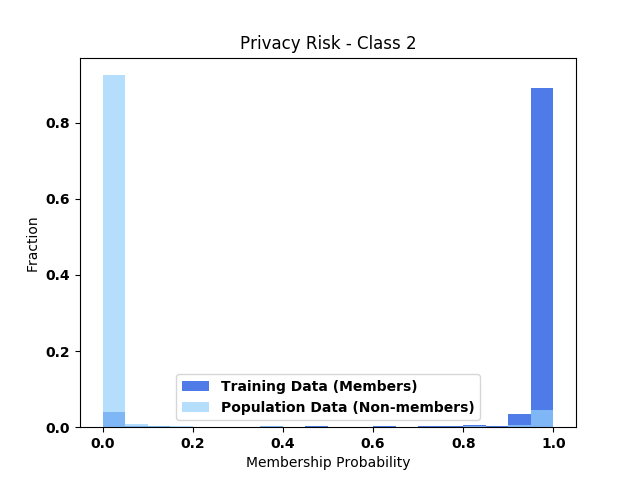 Privacy Risk - Class 2
Fraction
0.8
0.6
0.4
0.2
0.0
Training Data (Members)
Population Data (Non-members)
0.0 0.2 0.4 0.6 0.8 1.0
Membership Probability